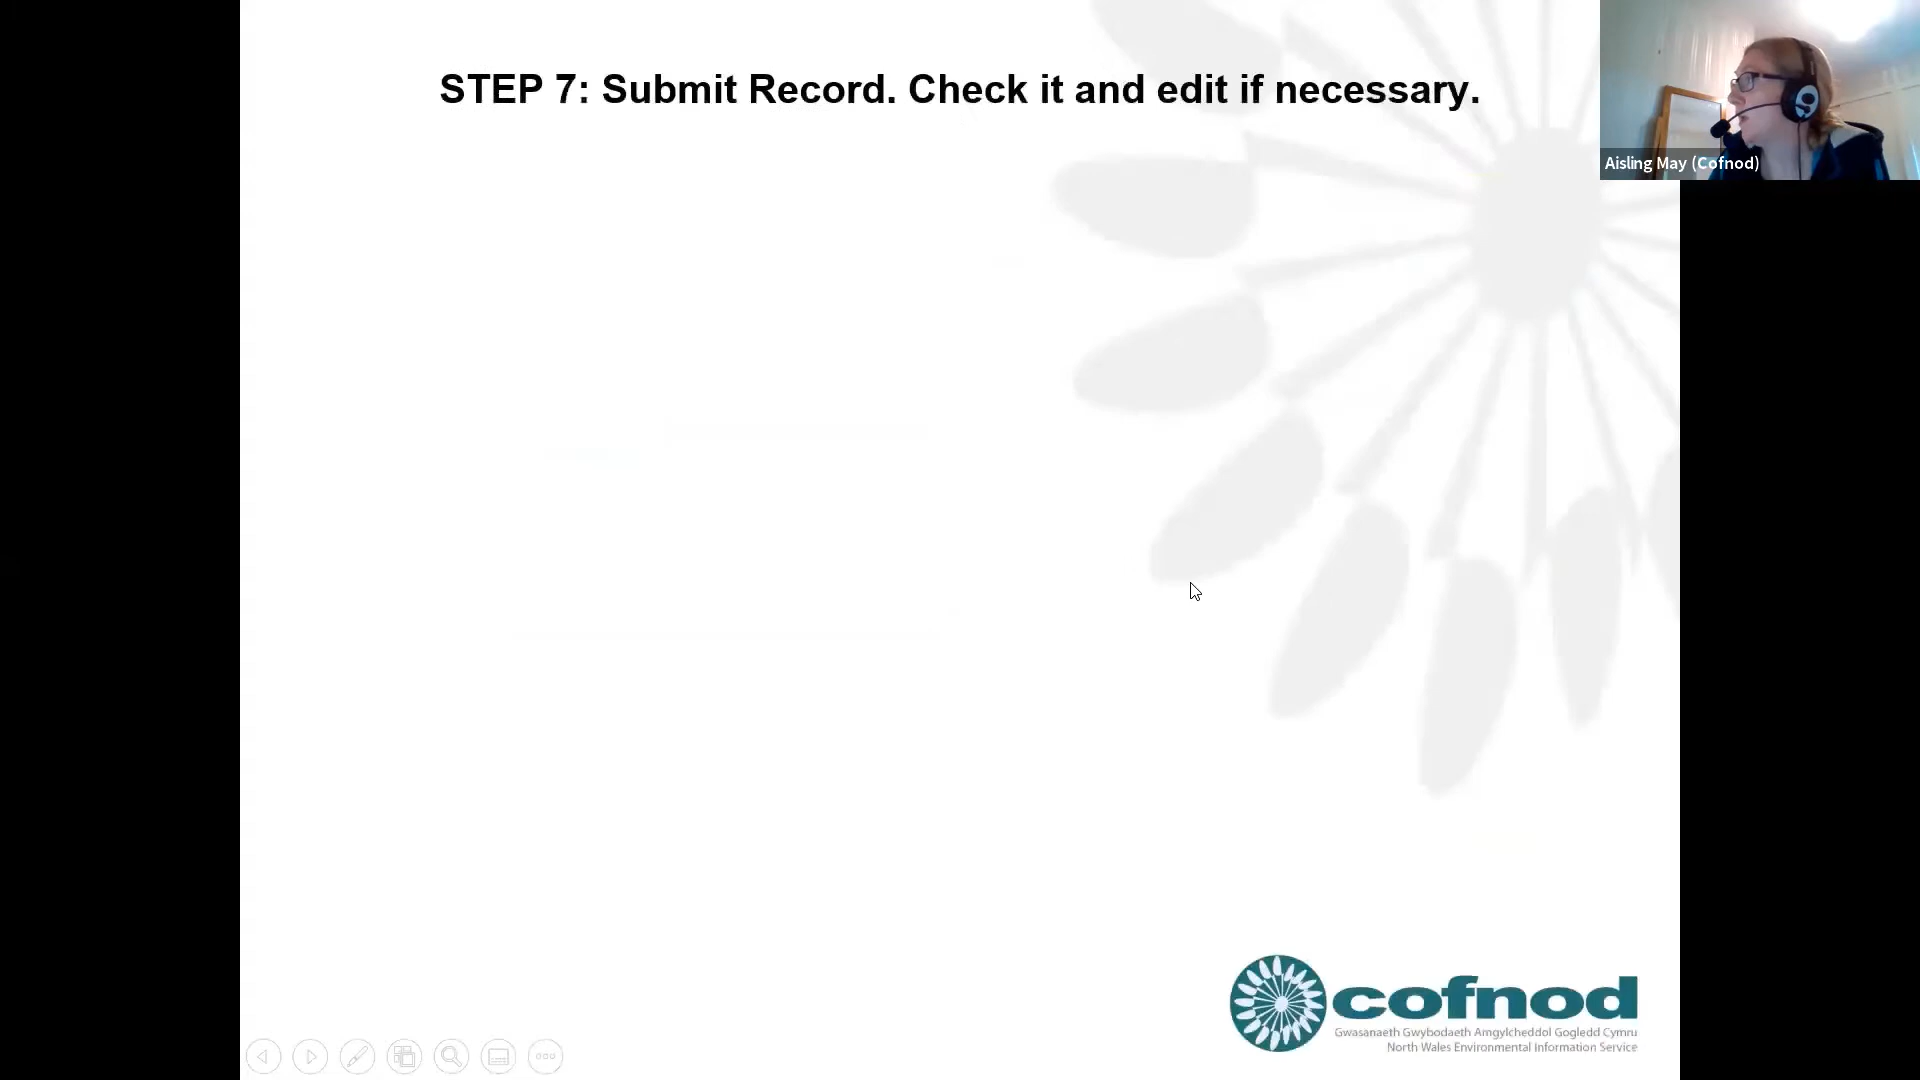 STEP 7: Submit Record. Check it and edit if necessary.
Aisling May (Cofnod)
cofnod
Gwasanaeth Gwybodaeth Amgylcheddol Gogledd Cymru
North Wales Environmental Information Service